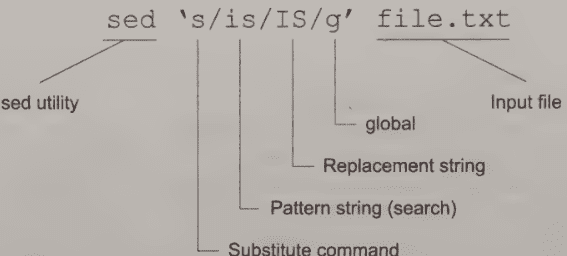 sed ‘s/is/IS/g’ file.txt
sed utility
Input file
global
Replacement string
Pattern string (search)
Substitute command